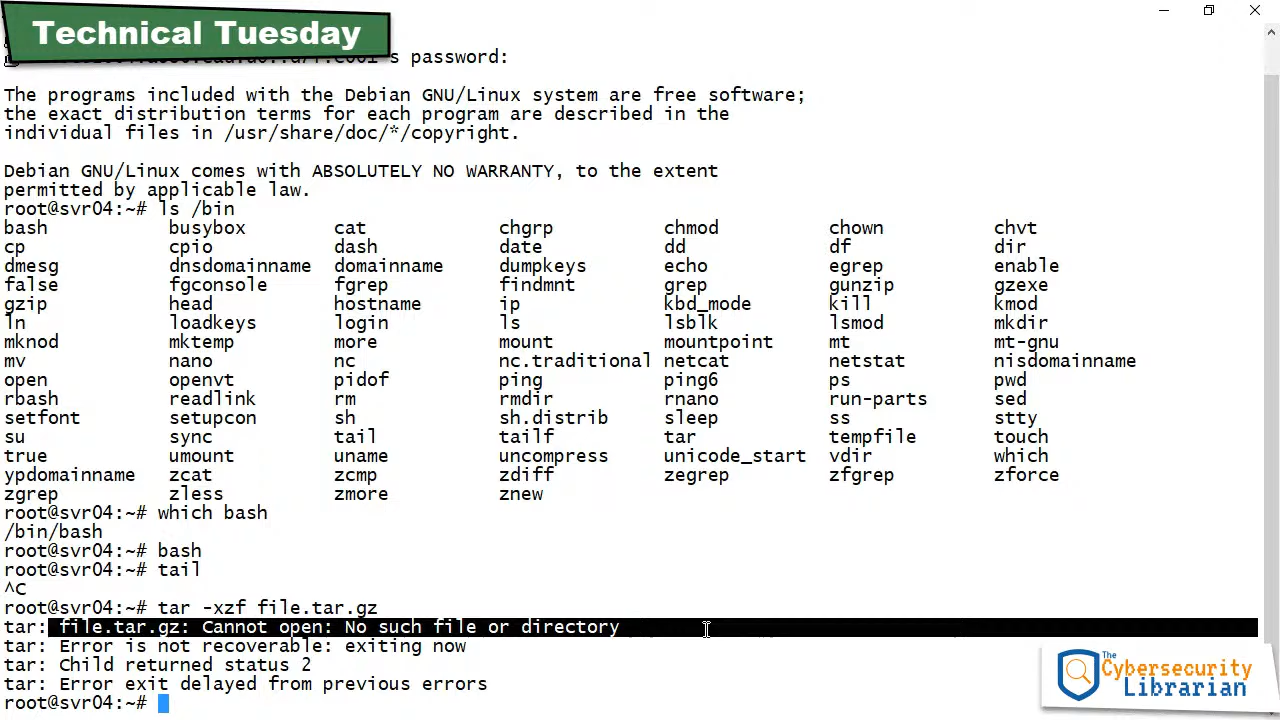 Technical Tuesday
's password:
The programs included with the Debian GNU/Linux system are free software;
the exact distribution terms for each program are described in the
individual files in /usr/share/doc/*/copyright.
Debian GNU/Linux comes with ABSOLUTELY NO WARRANTY, to the extent
permitted by applicable law.
root@svr04:~# ls /bin
bash busybox cat chgrp chmod chown chvt
cp cpio dash date dd df dir
dmesg dnsdomainname domainname dumpkeys echo egrep enable
false fgconsole fgrep findmnt grep gunzip gzexe
gzip head hostname ip kbd_mode kill kmod
ln loadkeys login ls lsblk lsmod mkdir
mknod mktemp more mount mountpoint mt mt-gnu
mv nano nc nc.traditional netcat netstat nisdomainname
open openvt pidof ping ping6 ps pwd
rbash readlink rm rmdir rnano run-parts sed
setfont setupcon sh sh.distrib sleep ss stty
su sync tail tailf tar tempfile touch
true umount uname uncompress unicode_start vdir which
ypdomainname zcat zcmp zdiff zegrep zfgrep zforce
zgrep zless zmore znew
root@svr04:~# which bash
/bin/bash
root@svr04:~# bash
root@svr04:~# tail
^C
root@svr04:~# tar -xzf file.tar.gz
tar: file.tar.gz: Cannot open: No such file or directory
tar: Error is not recoverable: exiting now
tar: Child returned status 2
tar: Error exit delayed from previous errors
root@svr04:~#
The
Cybersecurity
Librarian